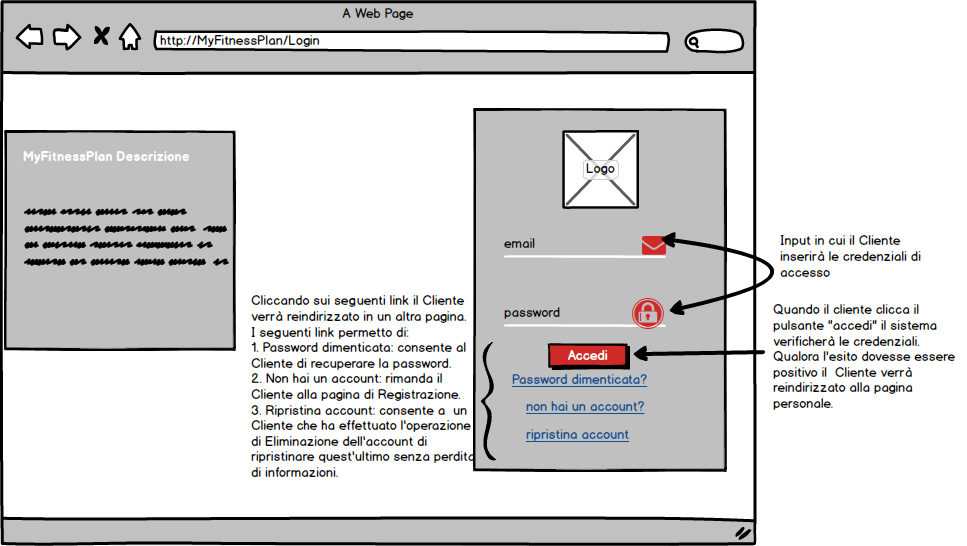 A Web Page
http://MyFitnessPlan/Login
MyFitnessPlan Descrizione
Logo
email
password
Accedi
Password dimenticata?
non hai un account?
ripristina account
Cliccando sui seguenti link il Cliente
verrà reindirizzato in un altra pagina.
I seguenti link permetto di:
1. Password dimenticata: consente al
Cliente di recuperare la password.
2. Non hai un account: rimanda il
Cliente alla pagina di Registrazione.
3. Ripristina account: consente a un
Cliente che ha effettuato l'operazione
di Eliminazione dell'account di
ripristinare quest'ultimo senza perdita
di informazioni.
Input in cui il Cliente
inserirà le credenziali di
accesso
Quando il cliente clicca il
pulsante "accedi" il sistema
verificherà le credenziali.
Qualora l'esito dovesse essere
positivo il Cliente verrà
reindirizzato alla pagina
personale.